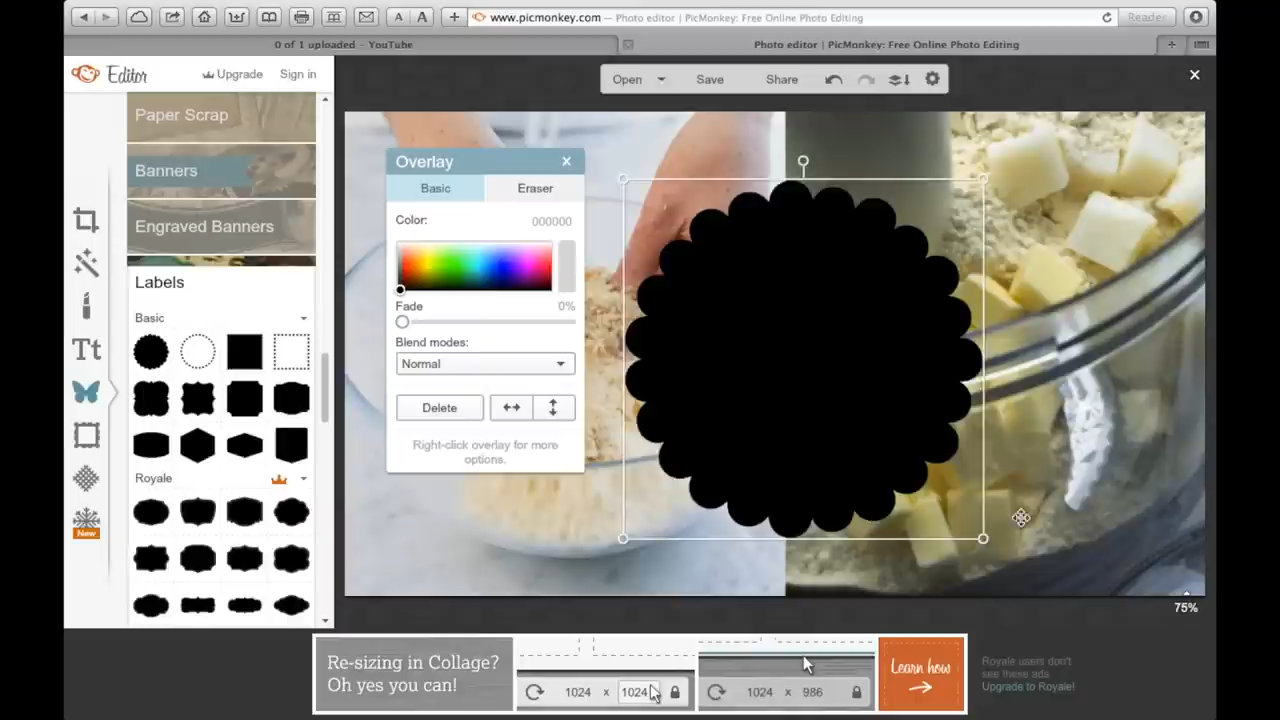 A A + www.picmonkey.com — Photo editor | PicMonkey: Free Online Photo Editing Reader
0 of 1 uploaded - YouTube Photo editor | PicMonkey: Free Online Photo Editing +
Editor Upgrade Sign in
Open Save Share
Paper Scrap
Banners
Engraved Banners
Labels
Basic
Royale
Tt
New
Overlay
Basic Eraser
Color: 000000
Fade 0%
Blend modes:
Normal
Delete
Right-click overlay for more
options.
75%
Re-sizing in Collage?
Oh yes you can!
1024 x 1024
1024 x 986
Learn how
Royale users don't
see these ads
Upgrade to Royale!